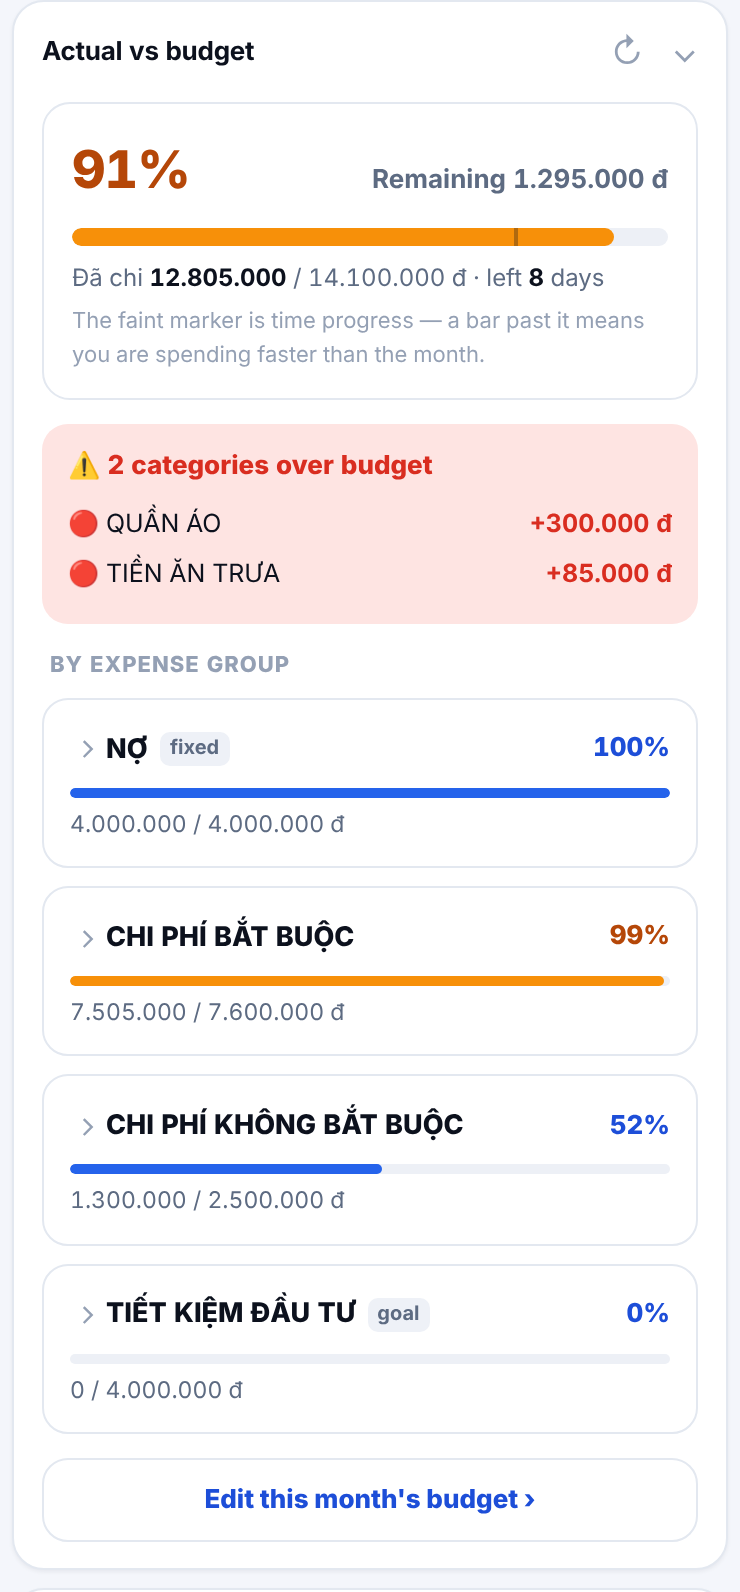 Actual vs budget
91%
Remaining 1.295.000 đ
Đã chi 12.805.000 / 14.100.000 đ · left 8 days
The faint marker is time progress — a bar past it means
you are spending faster than the month.
⚠️ 2 categories over budget
🔴 QUẦN ÁO +300.000 đ
🔴 TIỀN ĂN TRƯA +85.000 đ
BY EXPENSE GROUP
NỢ fixed 100%
4.000.000 / 4.000.000 đ
CHI PHÍ BẮT BUỘC 99%
7.505.000 / 7.600.000 đ
CHI PHÍ KHÔNG BẮT BUỘC 52%
1.300.000 / 2.500.000 đ
TIẾT KIỆM ĐẦU TƯ goal 0%
0 / 4.000.000 đ
Edit this month's budget ›